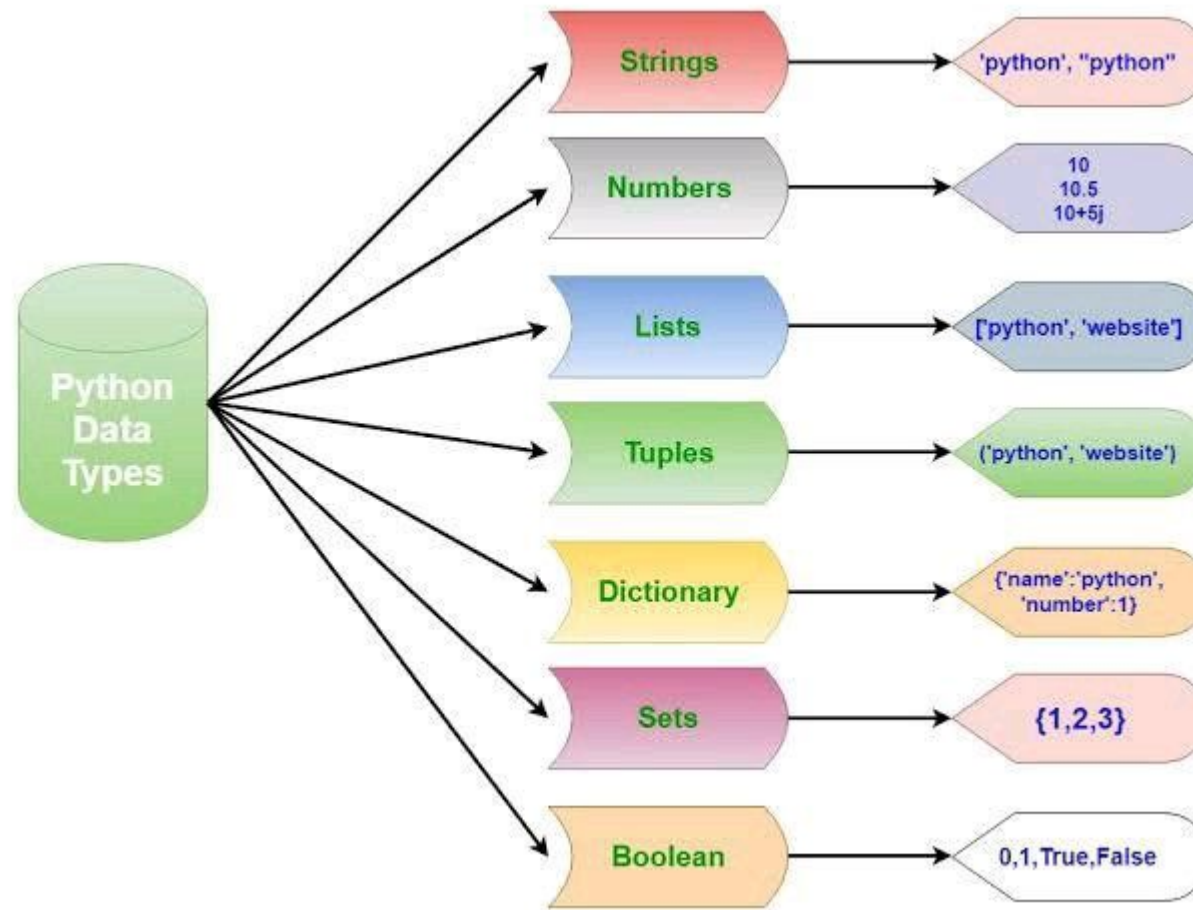 Python
Data
Types
Strings
'python', "python"
Numbers
10
10.5
10+5j
Lists
['python', 'website']
Tuples
('python', 'website')
Dictionary
{'name':'python',
'number':1}
Sets
{1,2,3}
Boolean
0,1,True,False